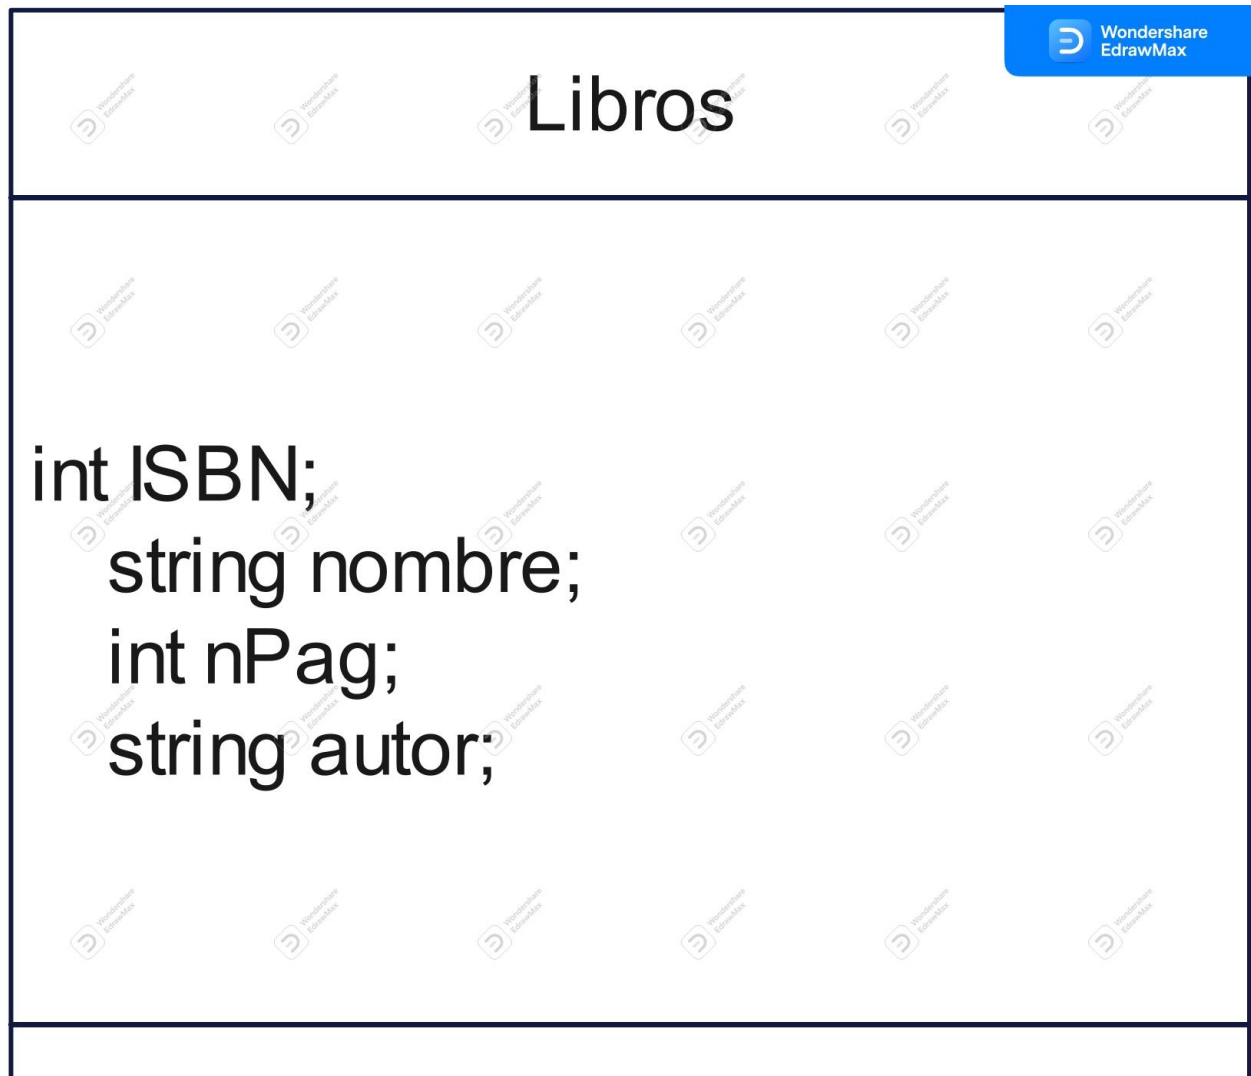 Wondershare
EdrawMax
Libros
int ISBN;
string nombre;
int nPag;
string autor;